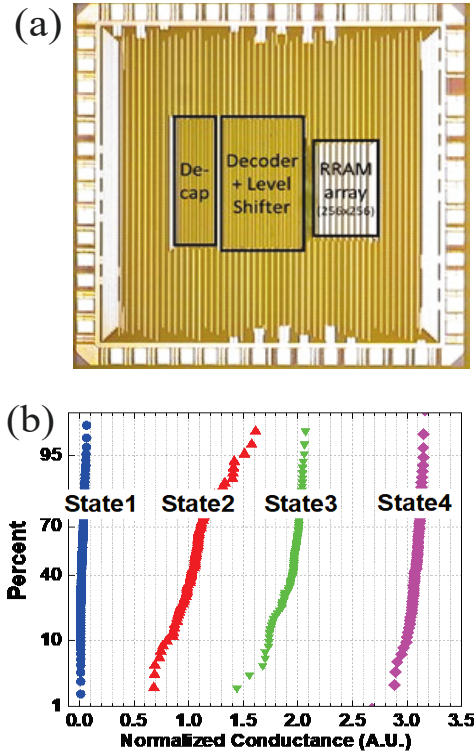 (a)
De-
cap
Decoder
+ Level
Shifter
RRAM
array
(256x256)
(b)
95
70
40
10
1
Percent
State1 State2 State3 State4
0.0 0.5 1.0 1.5 2.0 2.5 3.0 3.5
Normalized Conductance (A.U.)